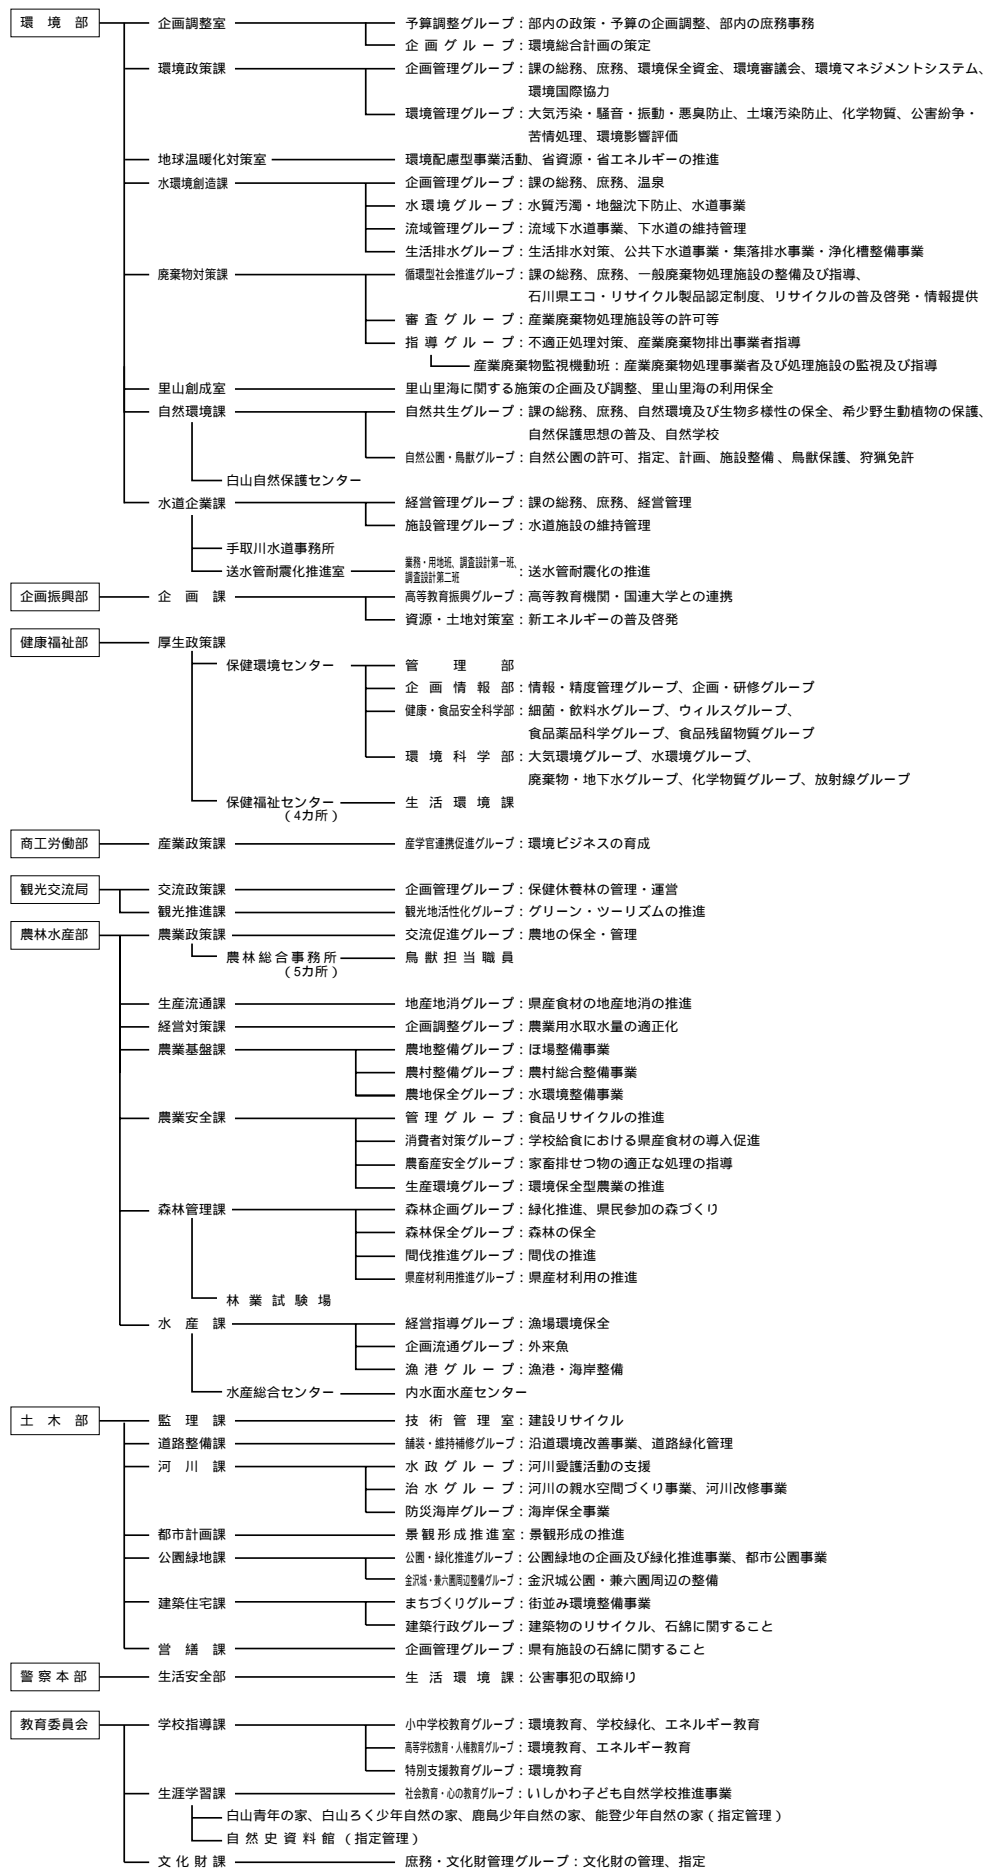 環境部 企画調整室 予算調整グループ：部内の政策・予算の企画調整、部内の庶務事務
企画グループ：環境総合計画の策定
環境政策課 企画管理グループ：課の総務、庶務、環境保全資金、環境審議会、環境マネジメントシステム、
環境国際協力
環境管理グループ：大気汚染・騒音・振動・悪臭防止、土壌汚染防止、化学物質、公害紛争・
苦情処理、環境影響評価
地球温暖化対策室 環境配慮型事業活動、省資源・省エネルギーの推進
水環境創造課 企画管理グループ：課の総務、庶務、温泉
水環境グループ：水質汚濁・地盤沈下防止、水道事業
流域管理グループ：流域下水道事業、下水道の維持管理
生活排水グループ：生活排水対策、公共下水道事業・集落排水事業・浄化槽整備事業
廃棄物対策課 循環型社会推進グループ：課の総務、庶務、一般廃棄物処理施設の整備及び指導、
石川県エコ・リサイクル製品認定制度、リサイクルの普及啓発・情報提供
審査グループ：産業廃棄物処理施設等の許可等
指導グループ：不適正処理対策、産業廃棄物排出事業者指導
産業廃棄物監視機動班：産業廃棄物処理事業者及び処理施設の監視及び指導
里山創成室 里山里海に関する施策の企画及び調整、里山里海の利用保全
自然環境課 自然共生グループ：課の総務、庶務、自然環境及び生物多様性の保全、希少野生動植物の保護、
自然保護思想の普及、自然学校
自然公園・鳥獣グループ：自然公園の許可、指定、計画、施設整備、鳥獣保護、狩猟免許
白山自然保護センター
水道企業課 経営管理グループ：課の総務、庶務、経営管理
施設管理グループ：水道施設の維持管理
手取川水道事務所
送水管耐震化推進室 業務・用地班、調査設計第一班、調査設計第二班：送水管耐震化の推進
企画振興部 企画課 高等教育振興グループ：高等教育機関・国連大学との連携
資源・土地対策室：新エネルギーの普及啓発
健康福祉部 厚生政策課
保健環境センター 管理部
企画情報部：情報・精度管理グループ、企画・研修グループ
健康・食品安全科学部：細菌・飲料水グループ、ウィルスグループ、
食品薬品科学グループ、食品残留物質グループ
環境科学部：大気環境グループ、水環境グループ、
廃棄物・地下水グループ、化学物質グループ、放射線グループ
保健福祉センター 生活環境課
（4カ所）
商工労働部 産業政策課 産学官連携促進グループ：環境ビジネスの育成
観光交流局 交流政策課 企画管理グループ：保健休養林の管理・運営
観光推進課 観光地活性化グループ：グリーン・ツーリズムの推進
農林水産部 農業政策課 交流促進グループ：農地の保全・管理
農林総合事務所 鳥獣担当職員
（5カ所）
生産流通課 地産地消グループ：県産食材の地産地消の推進
経営対策課 企画調整グループ：農業用水取水量の適正化
農業基盤課 農地整備グループ：ほ場整備事業
農村整備グループ：農村総合整備事業
農地保全グループ：水環境整備事業
農業安全課 管理グループ：食品リサイクルの推進
消費者対策グループ：学校給食における県産食材の導入促進
農畜産安全グループ：家畜排せつ物の適正な処理の指導
生産環境グループ：環境保全型農業の推進
森林管理課 森林企画グループ：緑化推進、県民参加の森づくり
森林保全グループ：森林の保全
間伐推進グループ：間伐の推進
県産材利用推進グループ：県産材利用の推進
林業試験場
水産課 経営指導グループ：漁場環境保全
企画流通グループ：外来魚
漁港グループ：漁港・海岸整備
水産総合センター 内水面水産センター
土木部 監理課 技術管理室：建設リサイクル
道路整備課 舗装・維持補修グループ：沿道環境改善事業、道路緑化管理
河川課 水政グループ：河川愛護活動の支援
治水グループ：河川の親水空間づくり事業、河川改修事業
防災海岸グループ：海岸保全事業
都市計画課 景観形成推進室：景観形成の推進
公園緑地課 公園・緑化推進グループ：公園緑地の企画及び緑化推進事業、都市公園事業
金沢城・兼六園周辺整備グループ：金沢城公園・兼六園周辺の整備
建築住宅課 まちづくりグループ：街並み環境整備事業
建築行政グループ：建築物のリサイクル、石綿に関すること
営繕課 企画管理グループ：県有施設の石綿に関すること
警察本部 生活安全部 生活環境課：公害事犯の取締り
教育委員会 学校指導課 小中学校教育グループ：環境教育、学校緑化、エネルギー教育
高等学校教育・人権教育グループ：環境教育、エネルギー教育
特別支援教育グループ：環境教育
生涯学習課 社会教育・心の教育グループ：いしかわ子ども自然学校推進事業
白山青年の家、白山ろく少年自然の家、鹿島少年自然の家、能登少年自然の家（指定管理）
自然史資料館（指定管理）
文化財課 庶務・文化財管理グループ：文化財の管理、指定